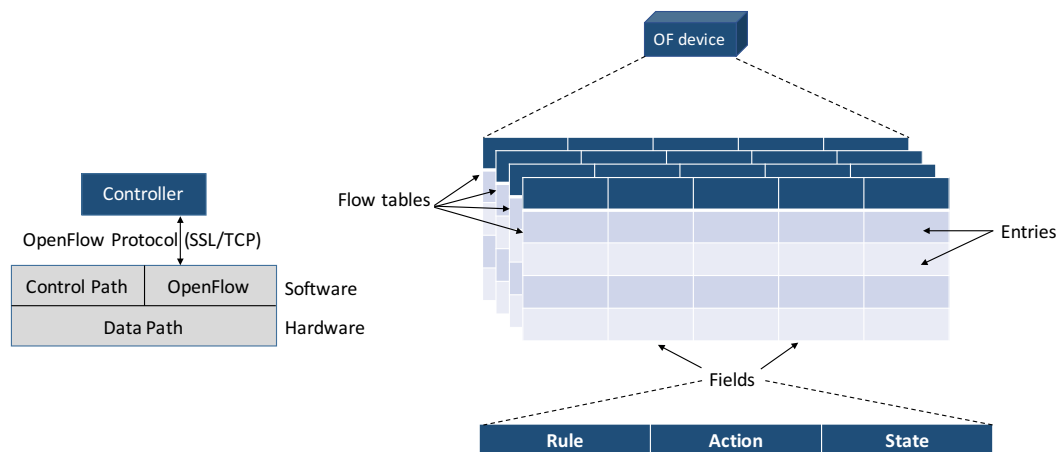 OF device
Controller
OpenFlow Protocol (SSL/TCP)
Control Path
OpenFlow
Software
Data Path
Hardware
Flow tables
Entries
Fields
Rule
Action
State